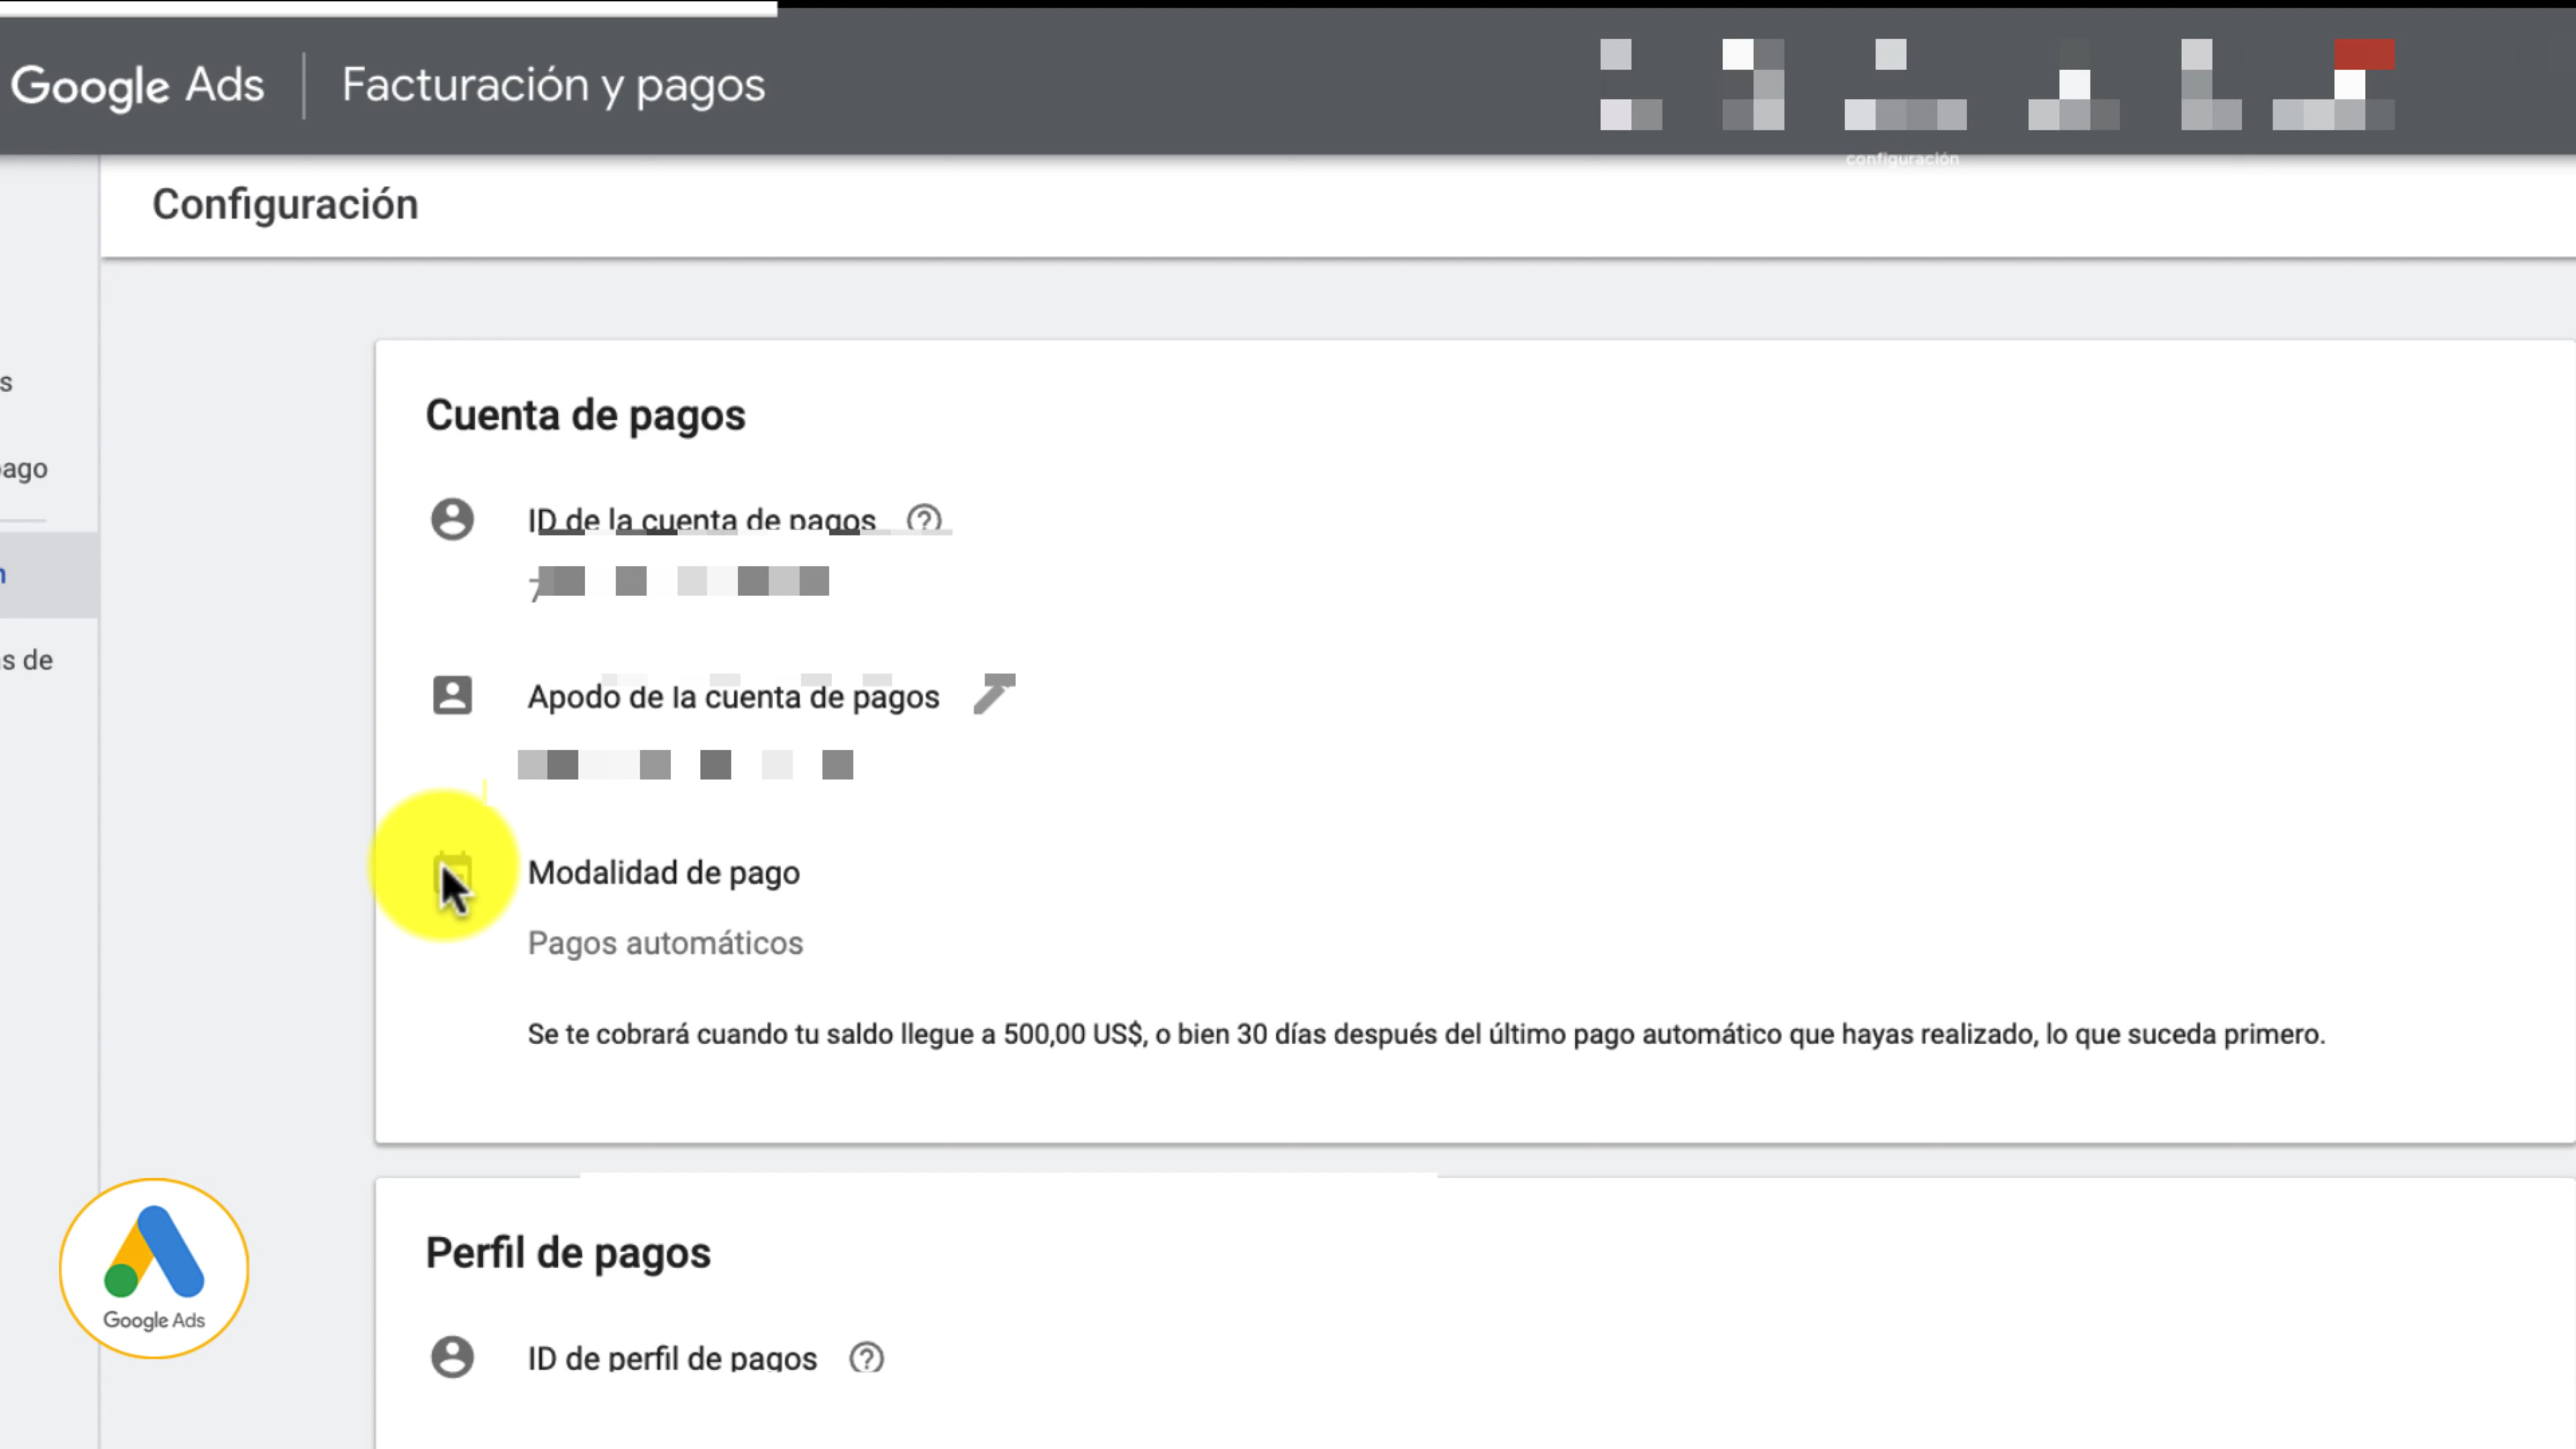 Google Ads | Facturación y pagos
configuración
Configuración
s
ago
n
s de
Cuenta de pagos
ID de la cuenta de pagos
7
Apodo de la cuenta de pagos
Modalidad de pago
Pagos automáticos
Se te cobrará cuando tu saldo llegue a 500,00 US$, o bien 30 días después del último pago automático que hayas realizado, lo que suceda primero.
Perfil de pagos
ID de perfil de pagos
Google Ads